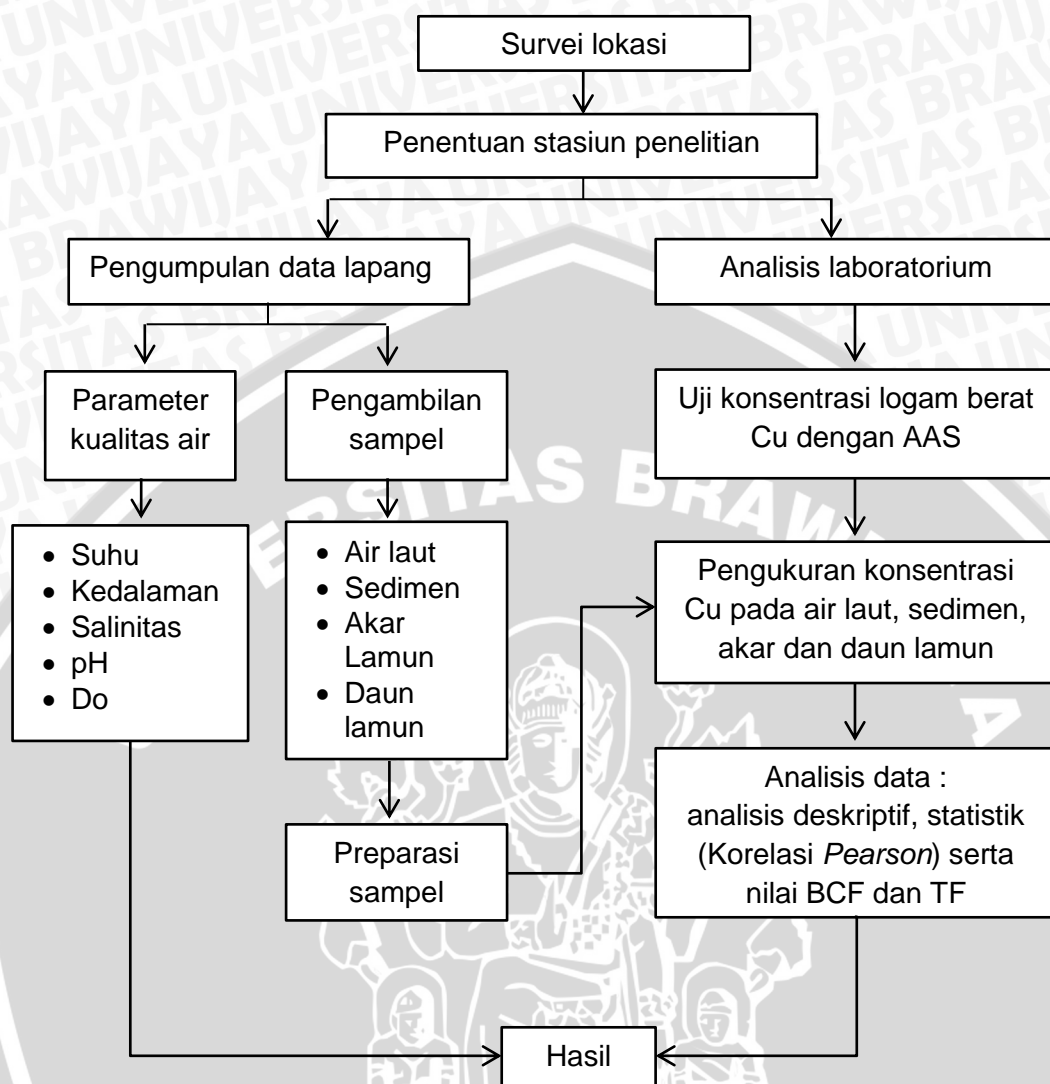 Survei lokasi
Penentuan stasiun penelitian
Pengumpulan data lapang
Analisis laboratorium
Parameter
kualitas air
Pengambilan
sampel
Uji konsentrasi logam berat
Cu dengan AAS
• Suhu
• Kedalaman
• Salinitas
• pH
• Do
• Air laut
• Sedimen
• Akar
Lamun
• Daun
lamun
Pengukuran konsentrasi
Cu pada air laut, sedimen,
akar dan daun lamun
Preparasi
sampel
Analisis data :
analisis deskriptif, statistik
(Korelasi Pearson) serta
nilai BCF dan TF
Hasil